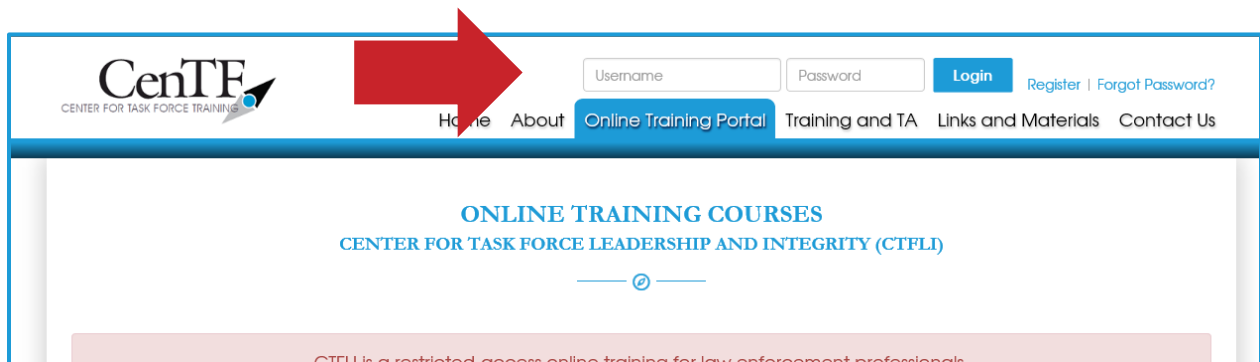 CenTF
CENTER FOR TASK FORCE TRAINING
Username Password Login Register | Forgot Password?
Home About Online Training Portal Training and TA Links and Materials Contact Us
ONLINE TRAINING COURSES
CENTER FOR TASK FORCE LEADERSHIP AND INTEGRITY (CTFLI)
CTFLI is a restricted access online training for law enforcement professionals